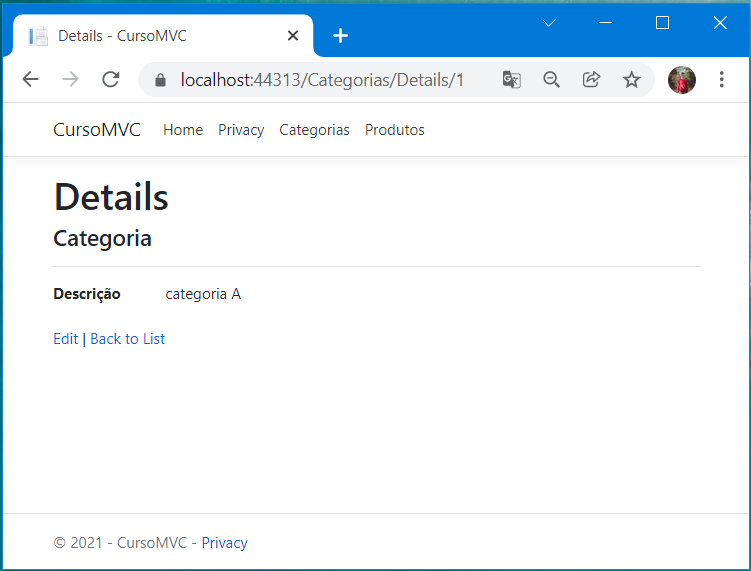 Details - CursoMVC
localhost:44313/Categorias/Details/1
CursoMVC Home Privacy Categorias Produtos
Details
Categoria
Descrição categoria A
Edit | Back to List
© 2021 - CursoMVC - Privacy